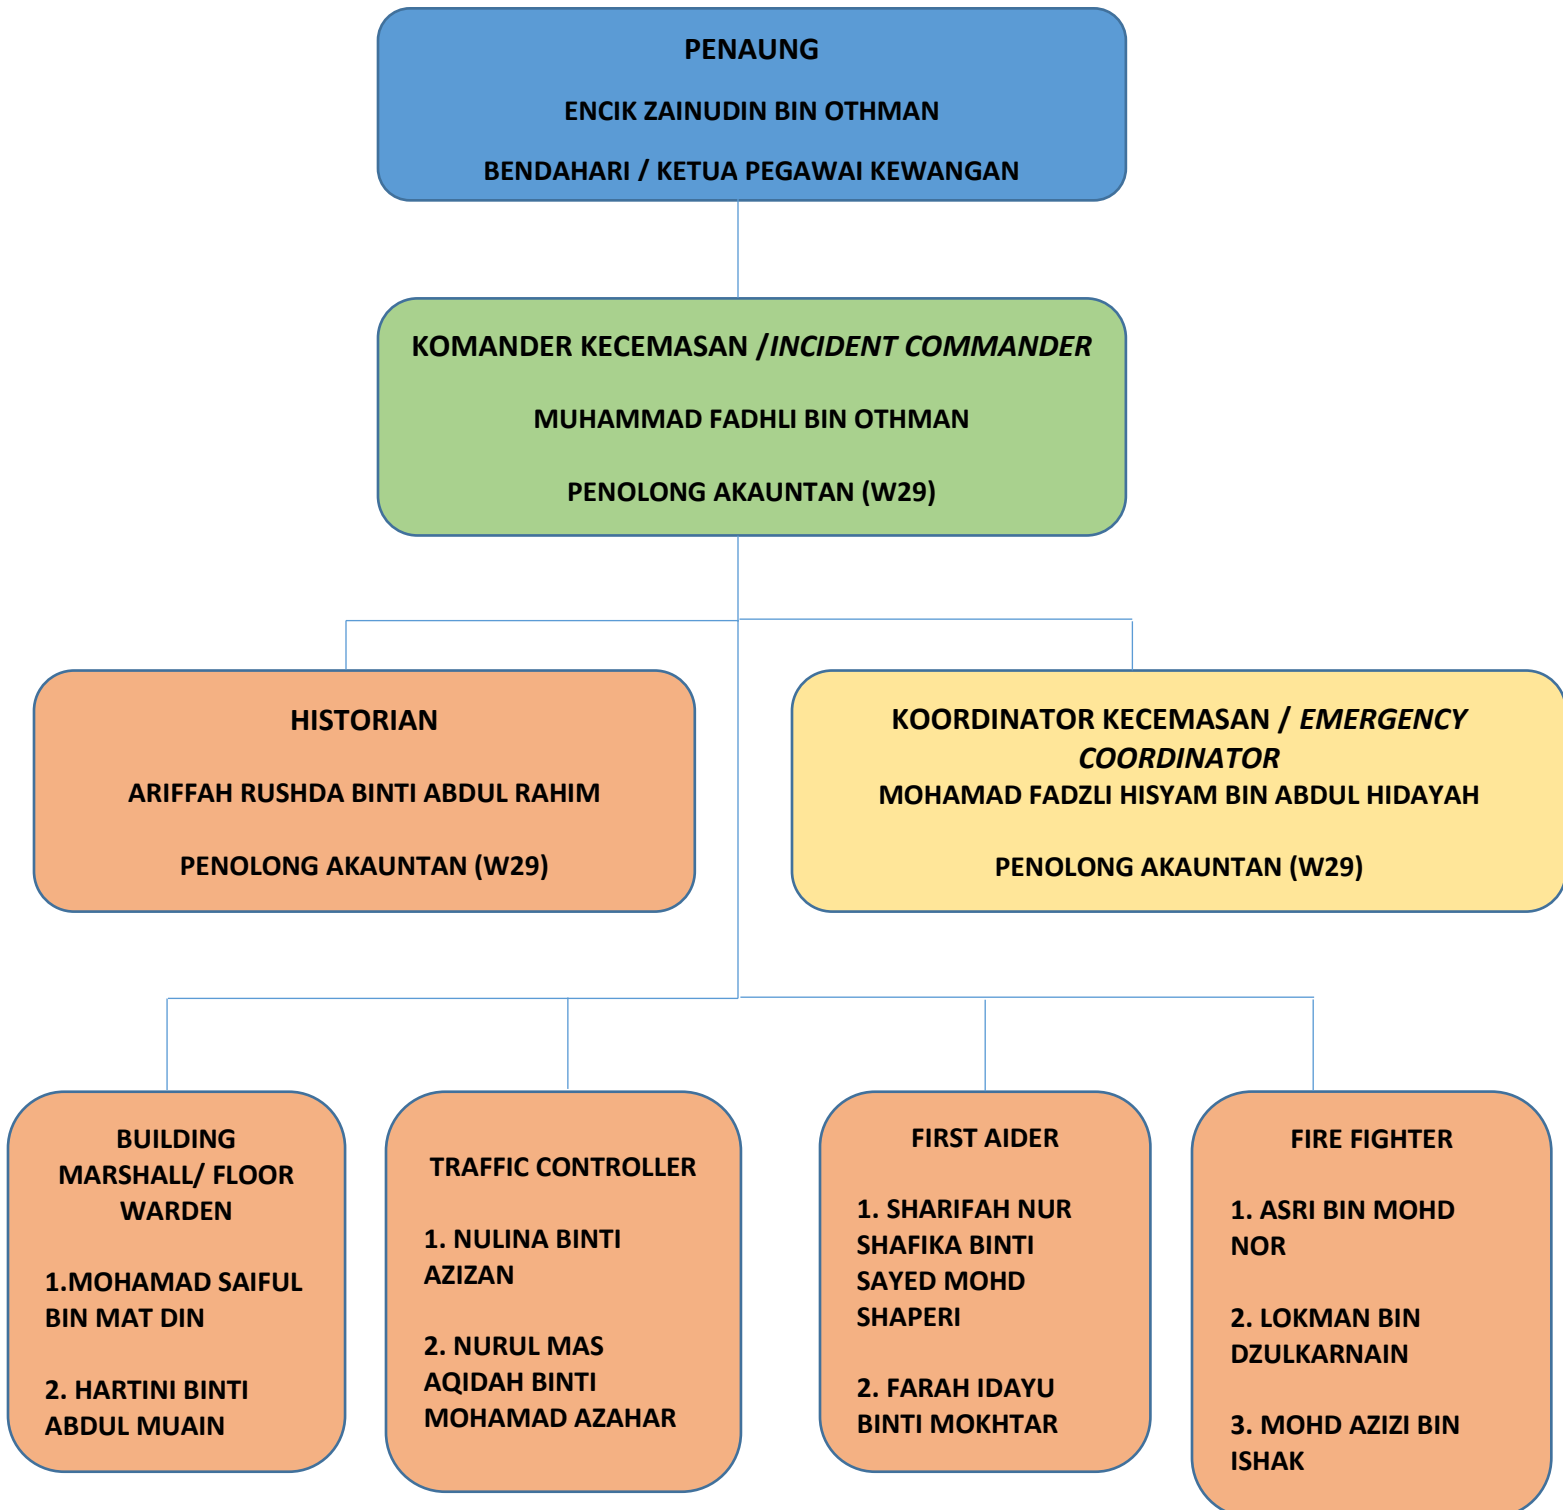 PENAUNG
ENCIK ZAINUDIN BIN OTHMAN
BENDAHARI / KETUA PEGAWAI KEWANGAN
KOMANDER KECEMASAN /INCIDENT COMMANDER
MUHAMMAD FADHLI BIN OTHMAN
PENOLONG AKAUNTAN (W29)
HISTORIAN
ARIFFAH RUSHDA BINTI ABDUL RAHIM
PENOLONG AKAUNTAN (W29)
KOORDINATOR KECEMASAN / EMERGENCY
COORDINATOR
MOHAMAD FADZLI HISYAM BIN ABDUL HIDAYAH
PENOLONG AKAUNTAN (W29)
BUILDING
MARSHALL/ FLOOR
WARDEN
1.MOHAMAD SAIFUL
BIN MAT DIN
2. HARTINI BINTI
ABDUL MUAIN
TRAFFIC CONTROLLER
1. NULINA BINTI
AZIZAN
2. NURUL MAS
AQIDAH BINTI
MOHAMAD AZAHAR
FIRST AIDER
1. SHARIFAH NUR
SHAFIKA BINTI
SAYED MOHD
SHAPERI
2. FARAH IDAYU
BINTI MOKHTAR
FIRE FIGHTER
1. ASRI BIN MOHD
NOR
2. LOKMAN BIN
DZULKARNAIN
3. MOHD AZIZI BIN
ISHAK